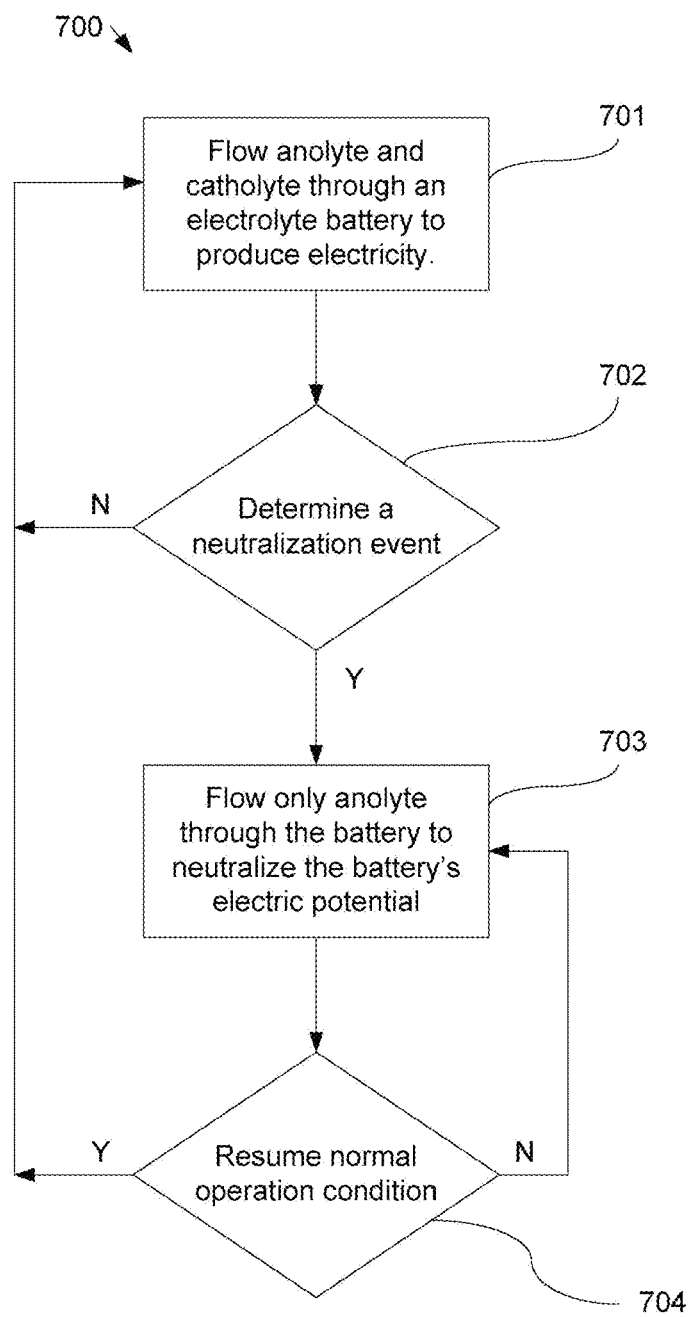 700
701
Flow anolyte and
catholyte through an
electrolyte battery to
produce electricity.
702
N
Determine a
neutralization event
Y
703
Flow only anolyte
through the battery to
neutralize the battery's
electric potential
Y
Resume normal
operation condition
N
704